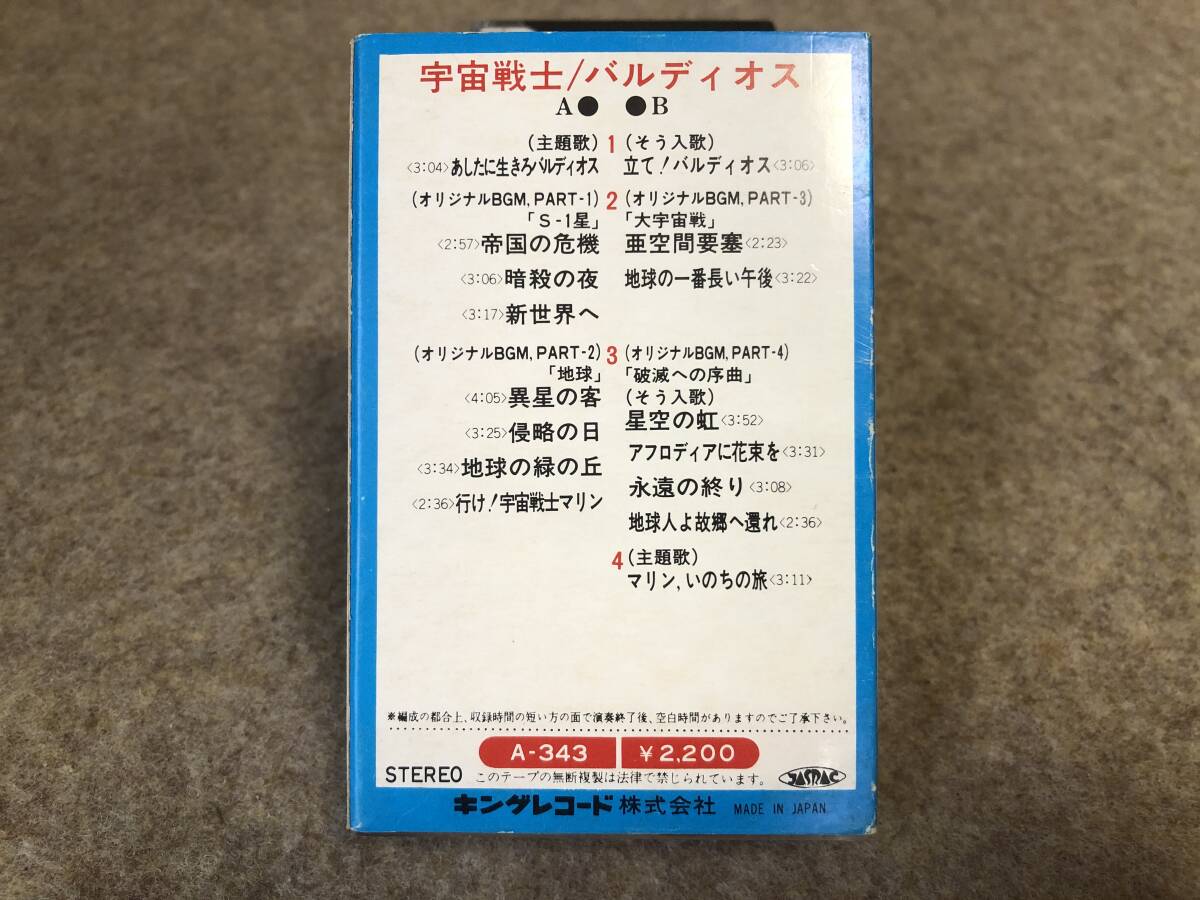 宇宙戦士/バルディオス
A● ●B
(主題歌) 1 (そう入歌)
<3:04>あしたに生きろバルディオス 立て!バルディオス<3:06>
(オリジナルBGM, PART-1) 2 (オリジナルBGM, PART-3)
「S-1星」 「大宇宙戦」
<2:57>帝国の危機 亜空間要塞<2:23>
<3:06>暗殺の夜 地球の一番長い午後<3:22>
<3:17>新世界へ
(オリジナルBGM, PART-2) 3 (オリジナルBGM, PART-4)
「地球」 「破滅への序曲」
<4:05>異星の客 (そう入歌)
星空の虹<3:52>
<3:25>侵略の日 アフロディアに花束を<3:31>
<3:34>地球の緑の丘 永遠の終り<3:08>
<2:36>行け!宇宙戦士マリン 地球人よ故郷へ還れ<2:36>
4 (主題歌)
マリン,いのちの旅<3:11>
※編成の都合上、収録時間の短い方の面で演奏終了後、空白時間がありますのでご了承下さい。
A-343 ¥2,200
STEREO このテープの無断複製は法律で禁じられています。 JASRAC
キングレコード株式会社 MADE IN JAPAN